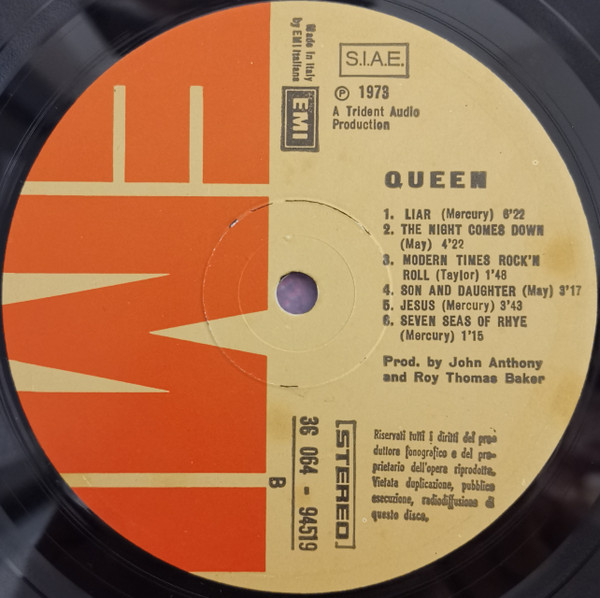 Made in Italy
by EMI Italiana
EMI
S.I.A.E.
℗ 1973
A Trident Audio
Production
QUEEN
1. LIAR (Mercury) 6'22
2. THE NIGHT COMES DOWN
(May) 4'22
3. MODERN TIMES ROCK'N
ROLL (Taylor) 1'48
4. SON AND DAUGHTER (May) 3'17
5. JESUS (Mercury) 3'43
6. SEVEN SEAS OF RHYE
(Mercury) 1'15
Prod. by John Anthony
and Roy Thomas Baker
[STEREO]
3C 064 - 94519
B
Riservati tutti i diritti del pro-
duttore fonografico e del pro-
prietario dell'opera riprodotta.
Vietata duplicazione, pubblica
esecuzione, radiodiffusione di
questo disco.
EMI